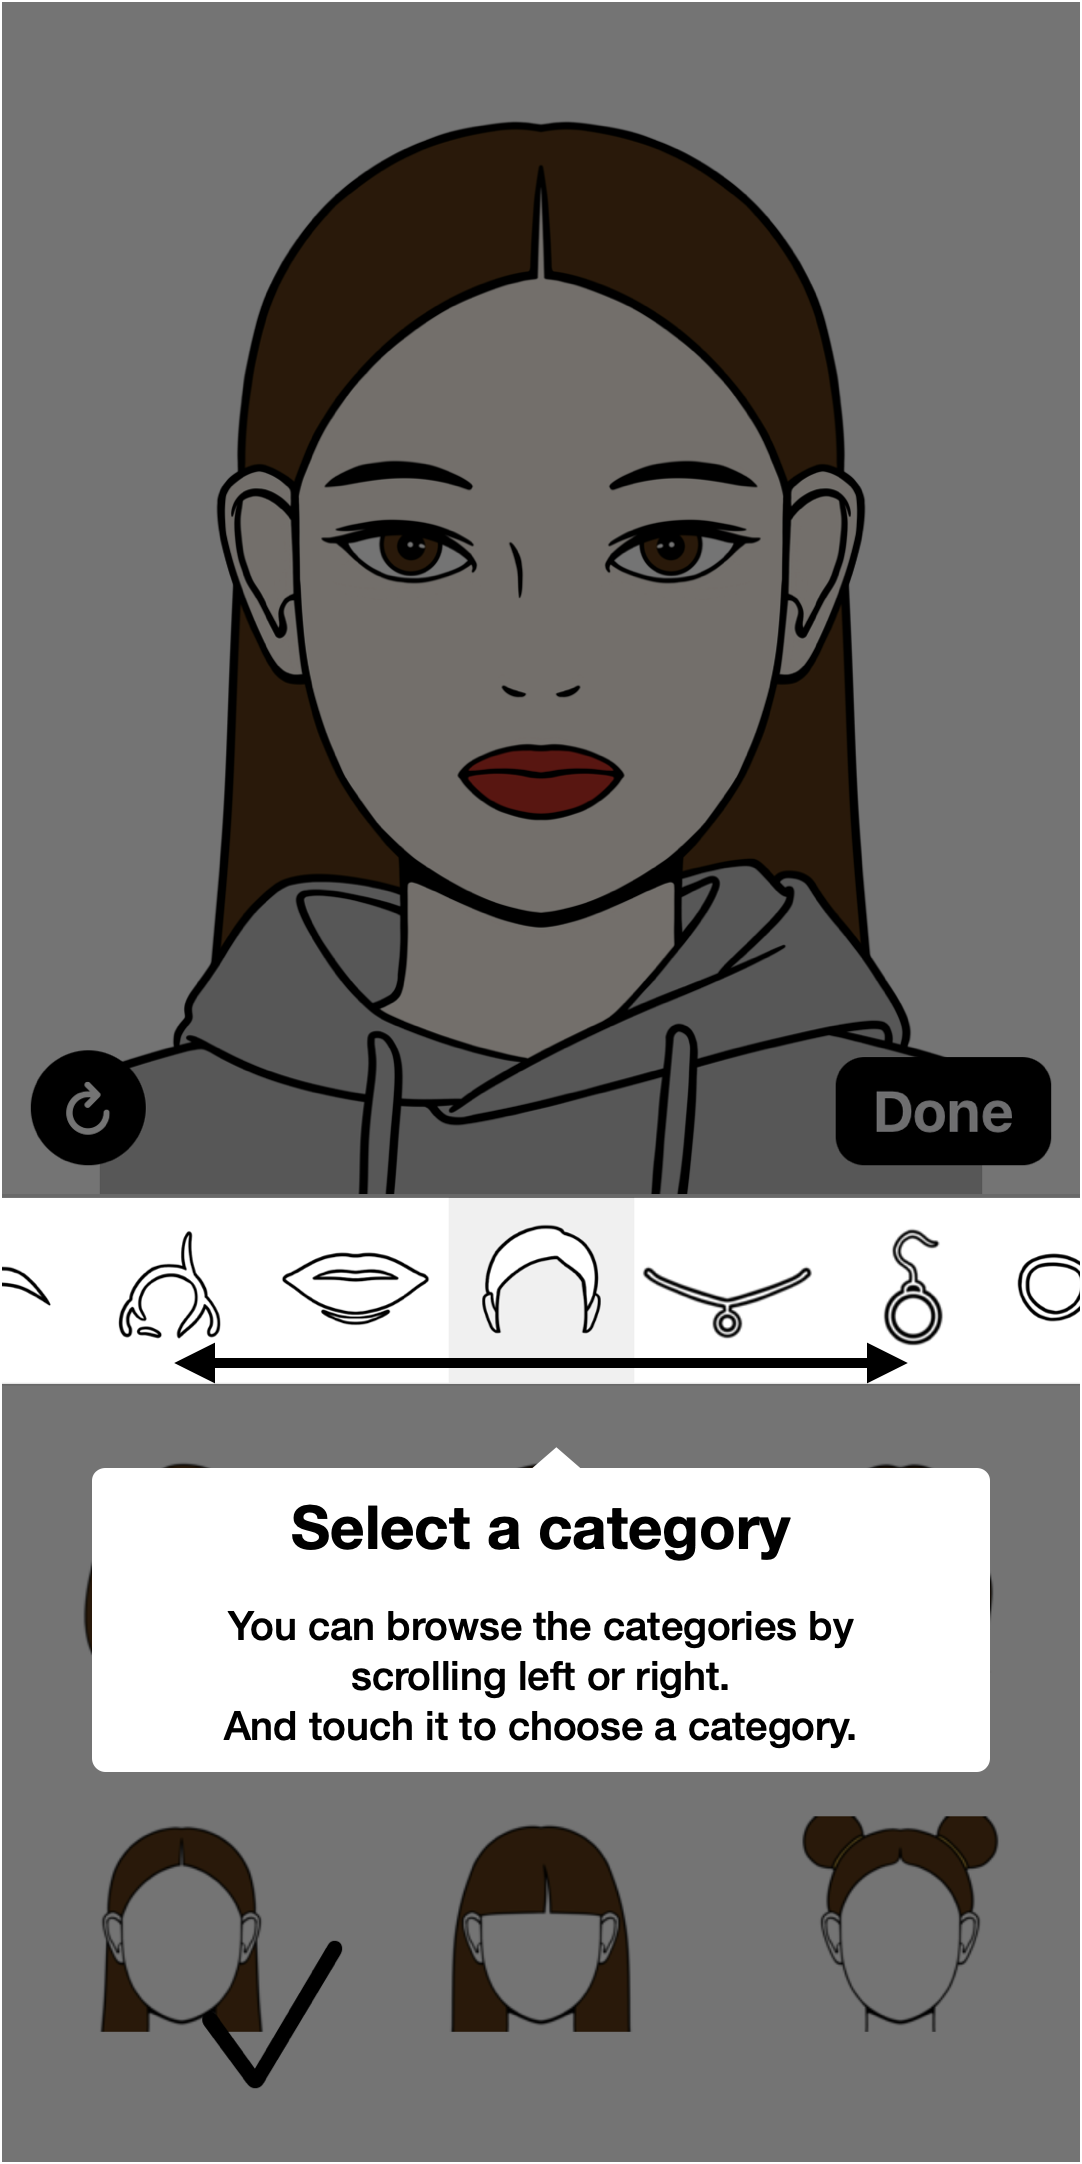 Done
Select a category
You can browse the categories by
scrolling left or right.
And touch it to choose a category.